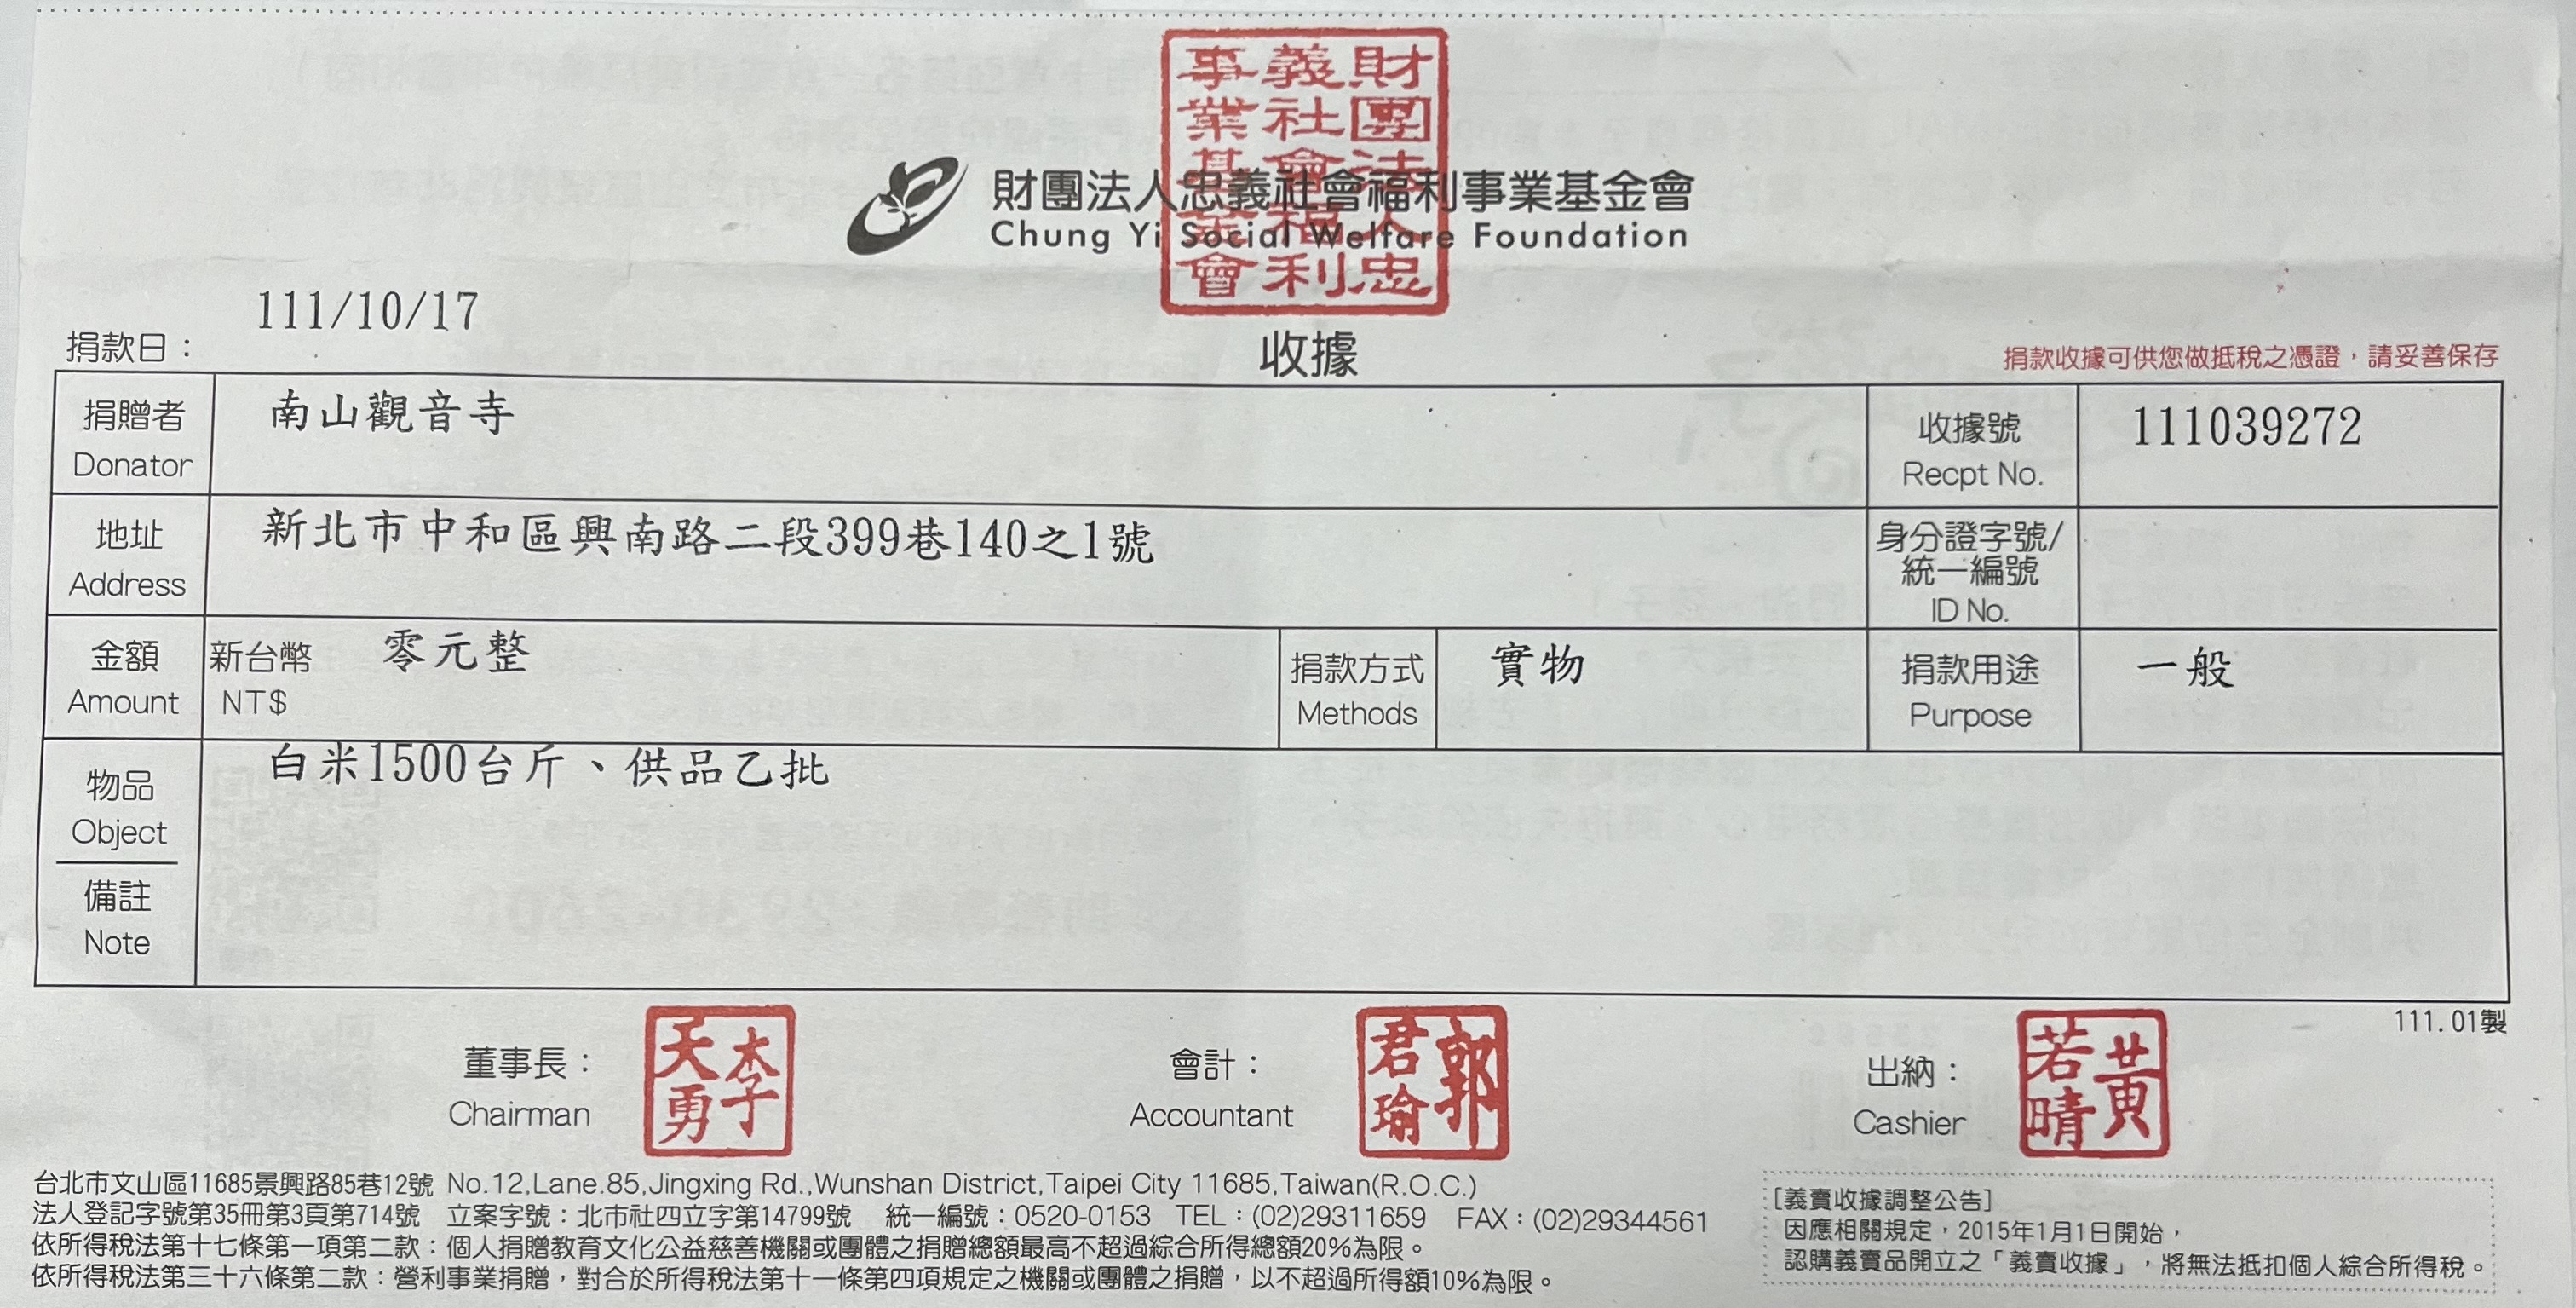 財團法人忠義社會福利事業基金會
財團法人忠義社會福利事業基金會
Chung Yi Social Welfare Foundation
收據
捐款日： 111/10/17
捐款收據可供您做抵稅之憑證，請妥善保存
捐贈者 南山觀音寺 收據號 111039272
Donator Recpt No.
地址 新北市中和區興南路二段399巷140之1號 身分證字號/
統一編號
Address ID No.
金額 新台幣 零元整 捐款方式 實物 捐款用途 一般
Amount NT$ Methods Purpose
物品 白米1500台斤、供品乙批
Object
備註
Note
111.01製
董事長： 李天勇 會計： 郭君瑜 出納： 黃若晴
Chairman Accountant Cashier
台北市文山區11685景興路85巷12號 No.12,Lane.85,Jingxing Rd.,Wunshan District,Taipei City 11685,Taiwan(R.O.C.)
法人登記字號第35冊第3頁第714號 立案字號：北市社四立字第14799號 統一編號：0520-0153 TEL：(02)29311659 FAX：(02)29344561
依所得稅法第十七條第一項第二款：個人捐贈教育文化公益慈善機關或團體之捐贈總額最高不超過綜合所得總額20%為限。
依所得稅法第三十六條第二款：營利事業捐贈，對合於所得稅法第十一條第四項規定之機關或團體之捐贈，以不超過所得額10%為限。
[義賣收據調整公告]
因應相關規定，2015年1月1日開始，
認購義賣品開立之「義賣收據」，將無法抵扣個人綜合所得稅。